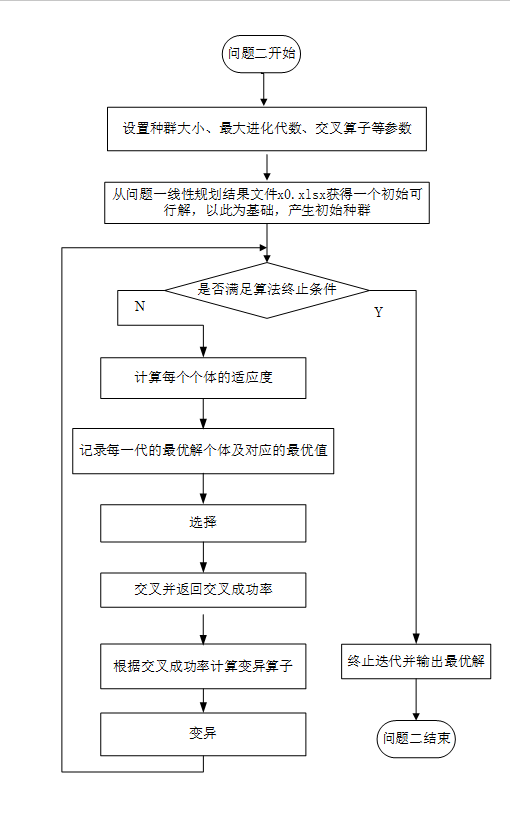 问题二开始
设置种群大小、最大进化代数、交叉算子等参数
从问题一线性规划结果文件x0.xlsx获得一个初始可
行解，以此为基础，产生初始种群
是否满足算法终止条件
N
Y
计算每个个体的适应度
记录每一代的最优解个体及对应的最优值
选择
交叉并返回交叉成功率
根据交叉成功率计算变异算子
终止迭代并输出最优解
变异
问题二结束